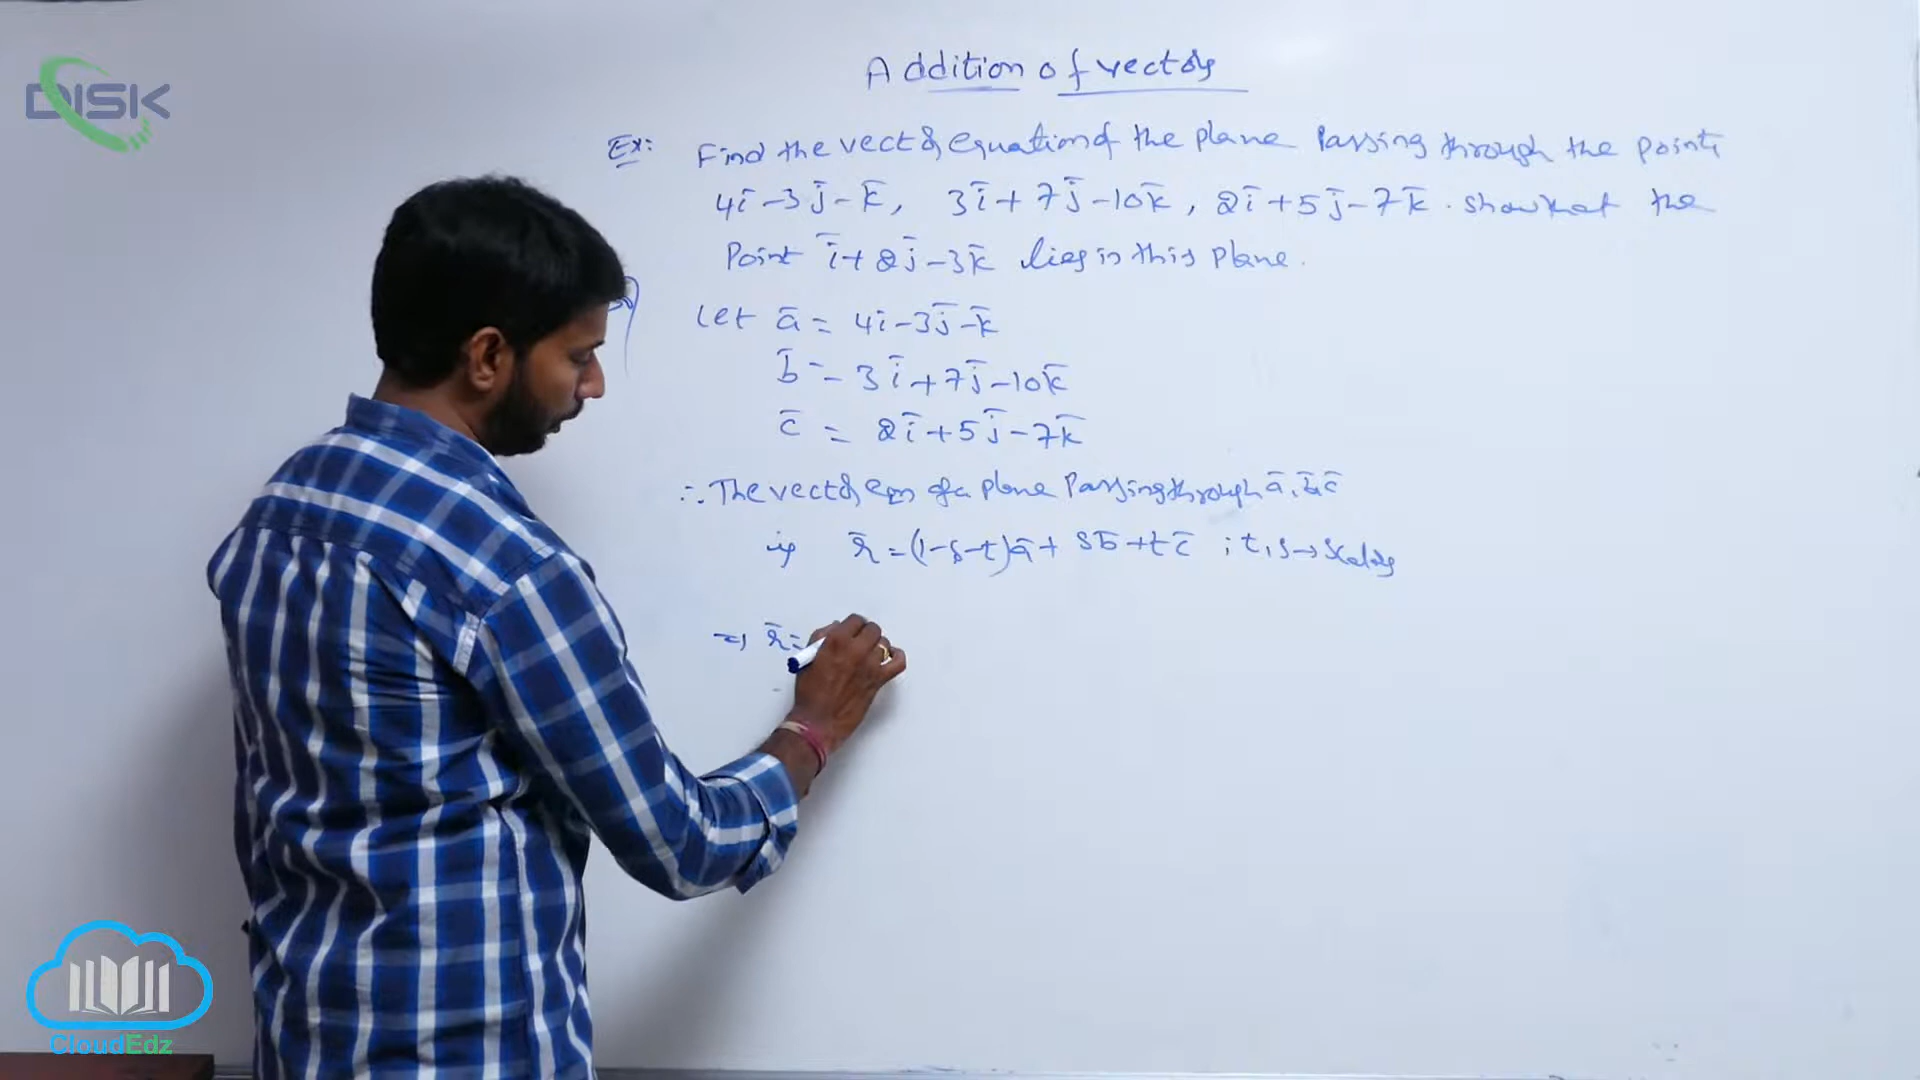 DISK
Addition of vectors
Ex: Find the vector equation of the plane passing through the points
4i̅ - 3j̅ - k̅, 3i̅ + 7j̅ - 10k̅, 2i̅ + 5j̅ - 7k̅. show that the
Point i̅ + 2j̅ - 3k̅ lies in this plane.
Let a̅ = 4i - 3j̅ - k̅
b̅ = 3i̅ + 7j̅ - 10k̅
c̅ = 2i̅ + 5j̅ - 7k̅
∴ The vector eqn of a plane passing through a̅, b̅, c̅
is r̅ = (1-s-t)a̅ + sb̅ + tc̅ ; t, s → scalars
⇒ r̅ =
CloudEdz